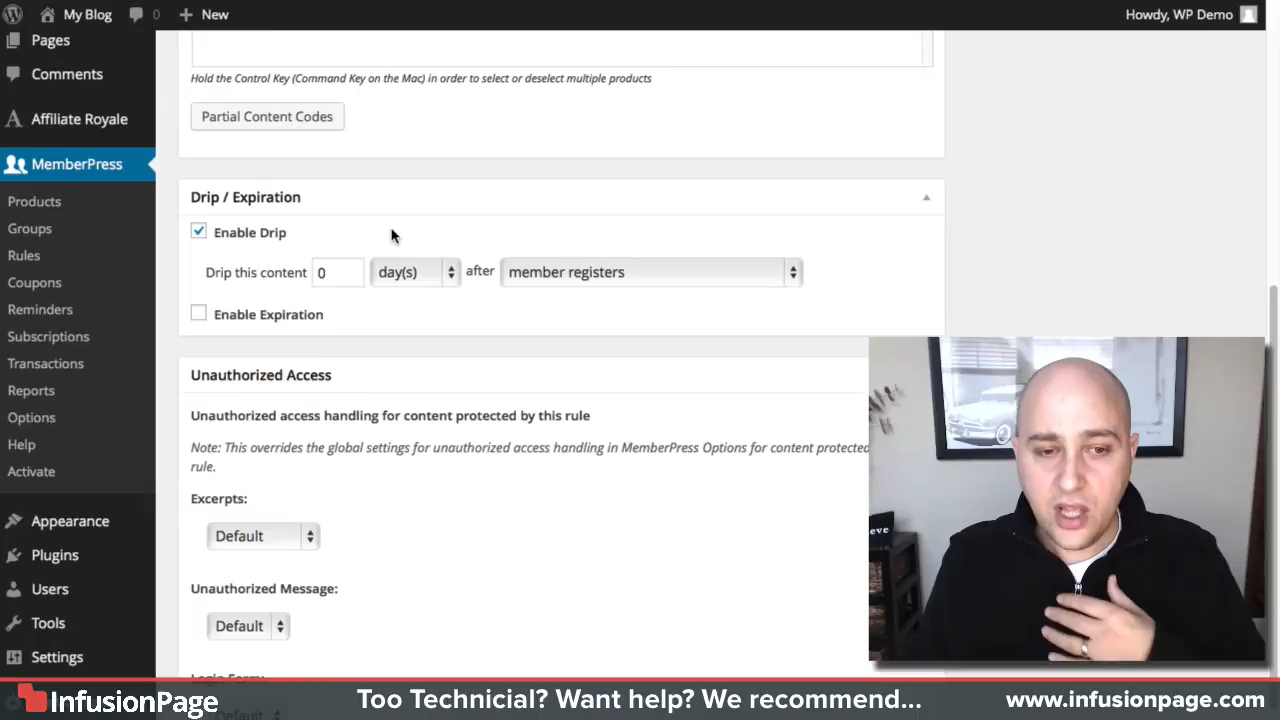 My Blog
0
New
Howdy, WP Demo
Pages
Comments
Affiliate Royale
MemberPress
Products
Groups
Rules
Coupons
Reminders
Subscriptions
Transactions
Reports
Options
Help
Activate
Appearance
Plugins
Users
Tools
Settings
Hold the Control Key (Command Key on the Mac) in order to select or deselect multiple products
Partial Content Codes
Drip / Expiration
Enable Drip
Drip this content 0 day(s) after member registers
Enable Expiration
Unauthorized Access
Unauthorized access handling for content protected by this rule
Note: This overrides the global settings for unauthorized access handling in MemberPress Options for content protected
rule.
Excerpts:
Default
Unauthorized Message:
Default
Default
eve
InfusionPage
Too Technicial? Want help? We recommend...
www.infusionpage.com